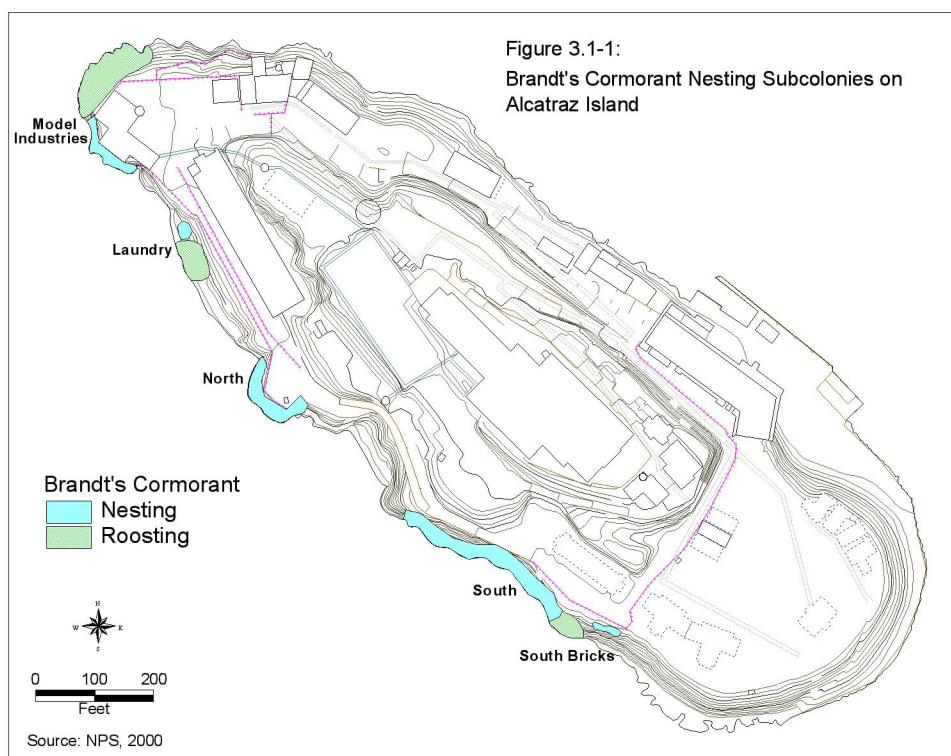 Figure 3.1-1:
Brandt's Cormorant Nesting Subcolonies on
Alcatraz Island
Model
Industries
Laundry
North
South
South Bricks
Brandt's Cormorant
Nesting
Roosting
N
W E
S
0 100 200
Feet
Source: NPS, 2000